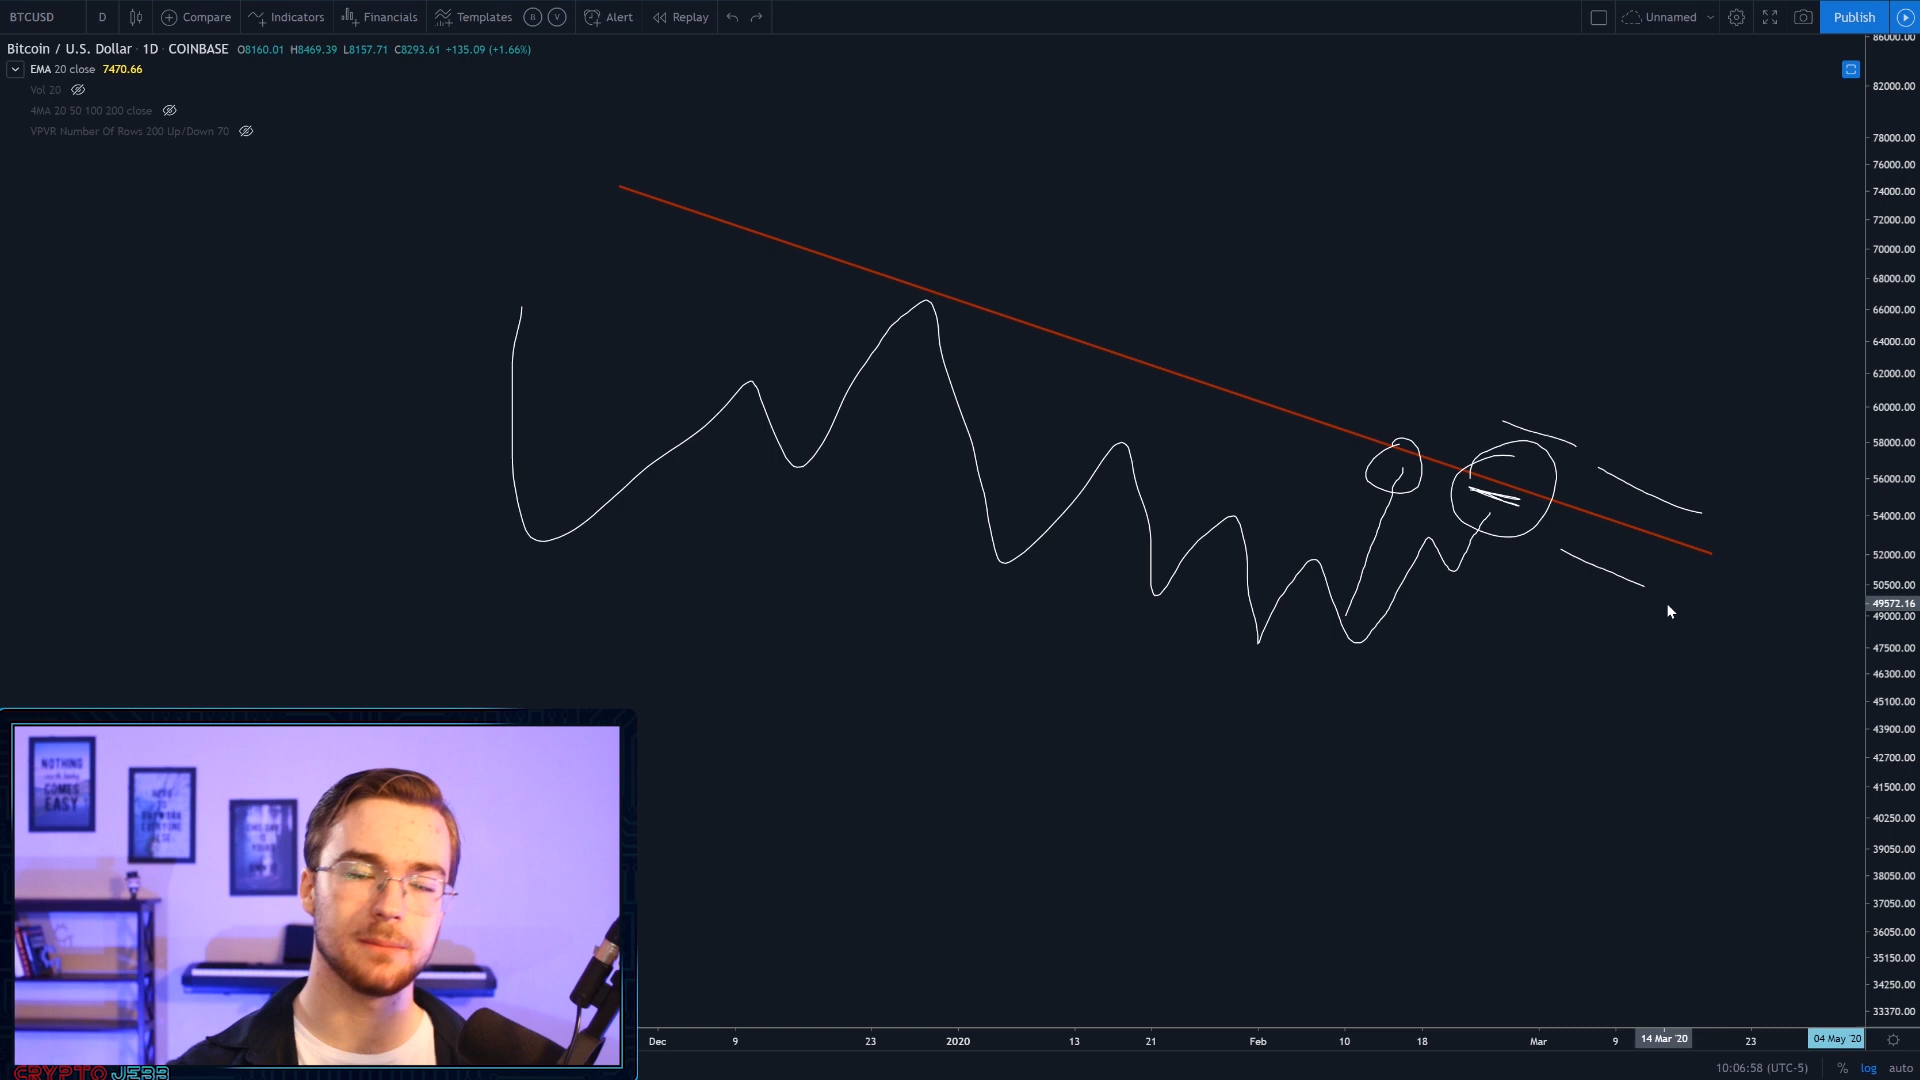 BTCUSD D Compare Indicators Financials Templates B V Alert Replay Unnamed Publish
Bitcoin / U.S. Dollar · 1D · COINBASE O8160.01 H8469.39 L8157.71 C8293.61 +135.09 (+1.66%)
EMA 20 close 7470.66
Vol 20
4MA 20 50 100 200 close
VPVR Number Of Rows 200 Up/Down 70
86000.00
82000.00
78000.00
76000.00
74000.00
72000.00
70000.00
68000.00
66000.00
64000.00
62000.00
60000.00
58000.00
56000.00
54000.00
52000.00
50500.00
49572.16
49000.00
47500.00
46300.00
45100.00
43900.00
42700.00
41500.00
40250.00
39050.00
38050.00
37050.00
36050.00
35150.00
34250.00
33370.00
NOTHING
COMES
EASY
Dec 9 23 2020 13 21 Feb 10 18 Mar 9 14 Mar '20 23 04 May '20
10:06:58 (UTC-5) % log auto
CRYPTO JEBB